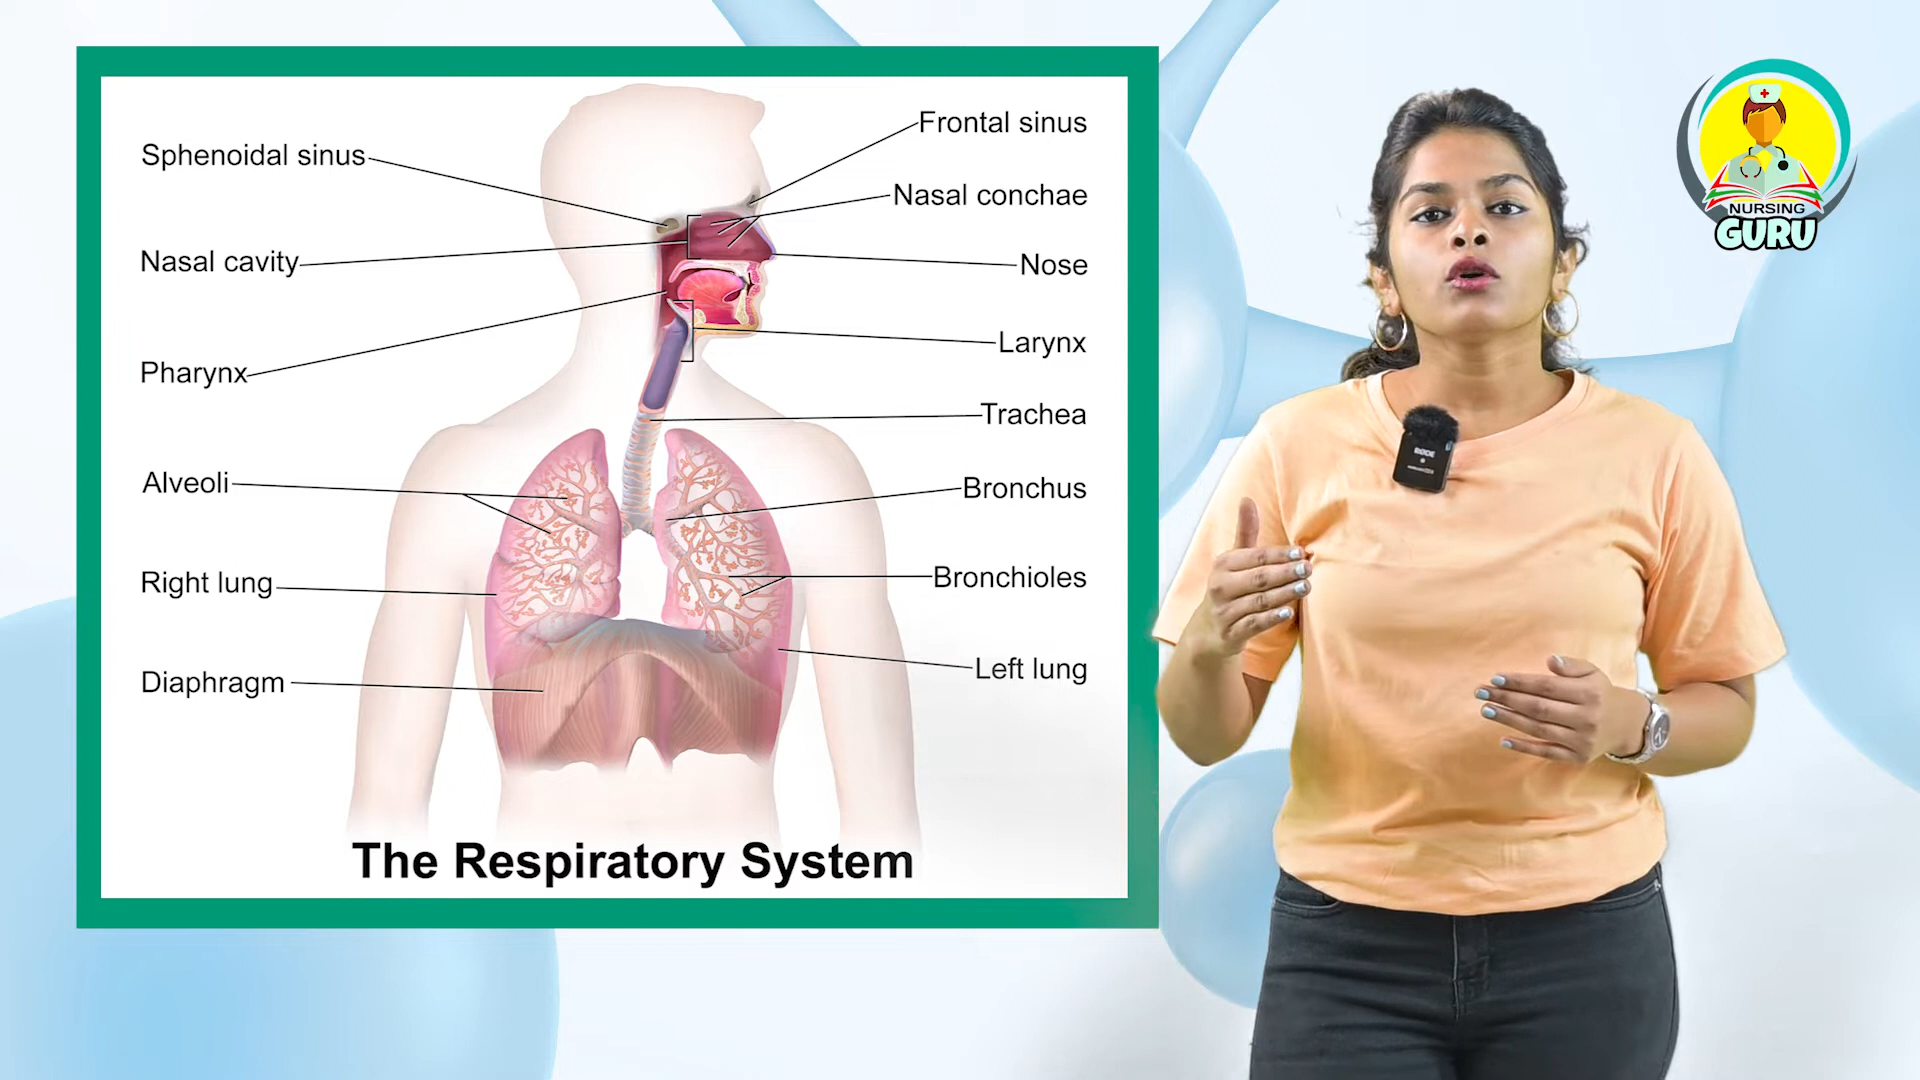 Sphenoidal sinus
Nasal cavity
Pharynx
Alveoli
Right lung
Diaphragm
Frontal sinus
Nasal conchae
Nose
Larynx
Trachea
Bronchus
Bronchioles
Left lung
The Respiratory System
NURSING
GURU
RØDE